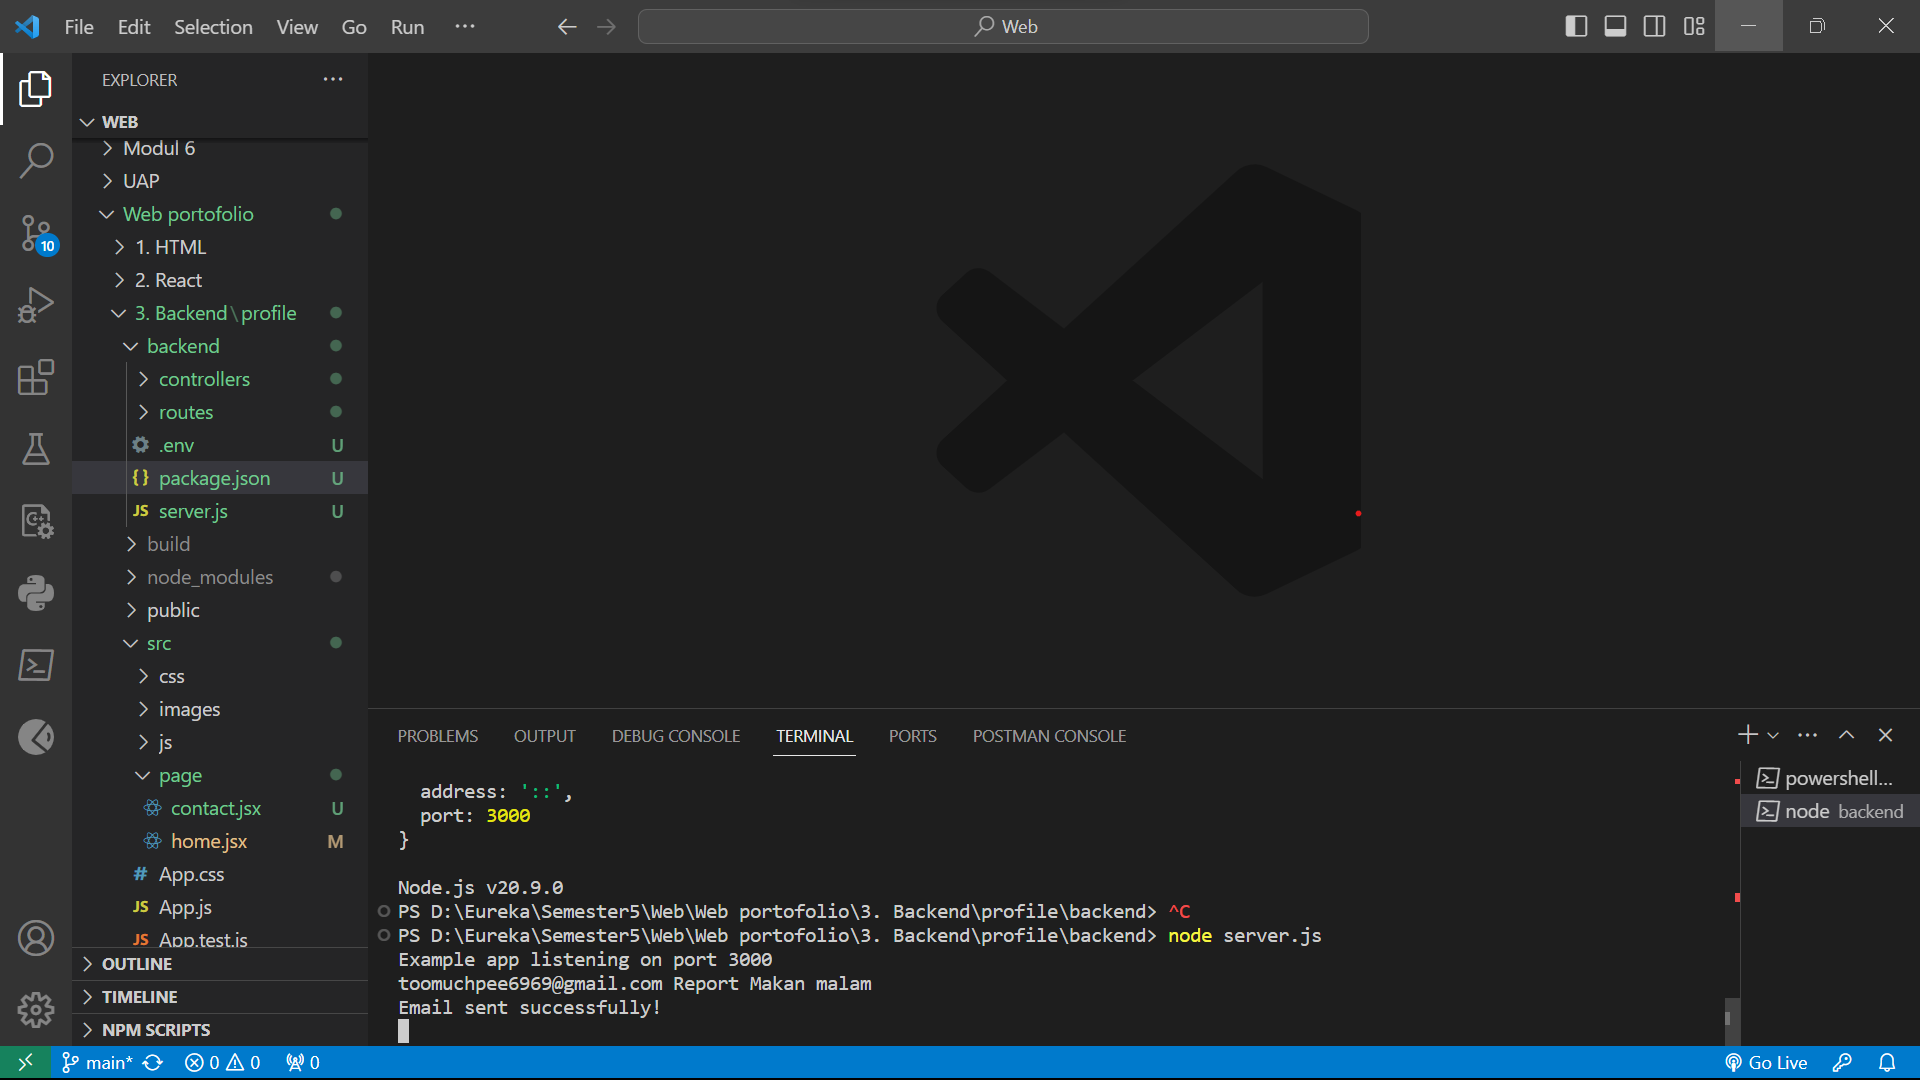 File Edit Selection View Go Run ···
Web
EXPLORER ···
WEB
Modul 6
UAP
Web portofolio
1. HTML
2. React
3. Backend\profile
backend
controllers
routes
.env U
{} package.json U
JS server.js U
build
node_modules
public
src
css
images
js
page
contact.jsx U
home.jsx M
# App.css
JS App.js
JS App.test.js
OUTLINE
TIMELINE
NPM SCRIPTS
10
PROBLEMS OUTPUT DEBUG CONSOLE TERMINAL PORTS POSTMAN CONSOLE
address: '::',
port: 3000
}
Node.js v20.9.0
PS D:\Eureka\Semester5\Web\Web portofolio\3. Backend\profile\backend> ^C
PS D:\Eureka\Semester5\Web\Web portofolio\3. Backend\profile\backend> node server.js
Example app listening on port 3000
toomuchpee6969@gmail.com Report Makan malam
Email sent successfully!
powershell...
node backend
main* 0 0 0
Go Live